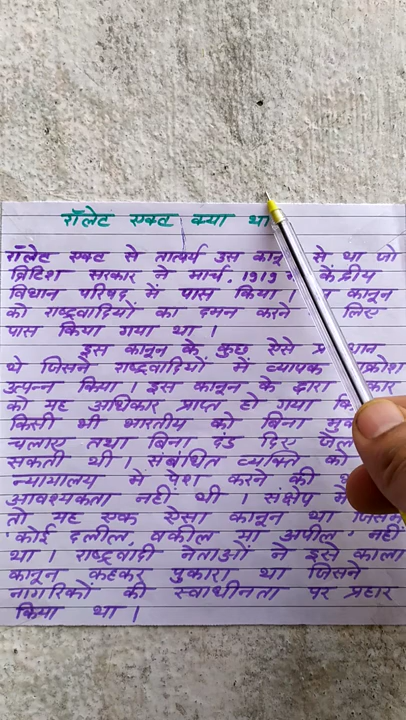 रॉलेट एक्ट क्या था
रॉलेट एक्ट से तात्पर्य उस से था जो
ब्रिटिश सरकार ने मार्च, 1919 केंद्रीय
विधान परिषद में पास किया । कानून
को राष्ट्रवादियों का दमन करने लिए
पास किया गया था ।
इस कानून के कुछ ऐसे
थे जिसने राष्ट्रवादियों में व्यापक
उत्पन्न किया । इस कानून के द्वारा
को यह अधिकार प्राप्त हो गया
किसी भी भारतीय को बिना
चलाए तथा बिना दंड दिए जेल
सकती थी । संबंधित व्यक्ति को
न्यायालय में पेश करने की
आवश्यकता नहीं थी । संक्षेप
तो यह एक ऐसा कानून था जिसमें
'कोई दलील, वकील या अपील' नहीं
था । राष्ट्रवादी नेताओं ने इसे काला
कानून कहकर पुकारा था जिसने
नागरिकों की स्वाधीनता पर प्रहार
किया था ।